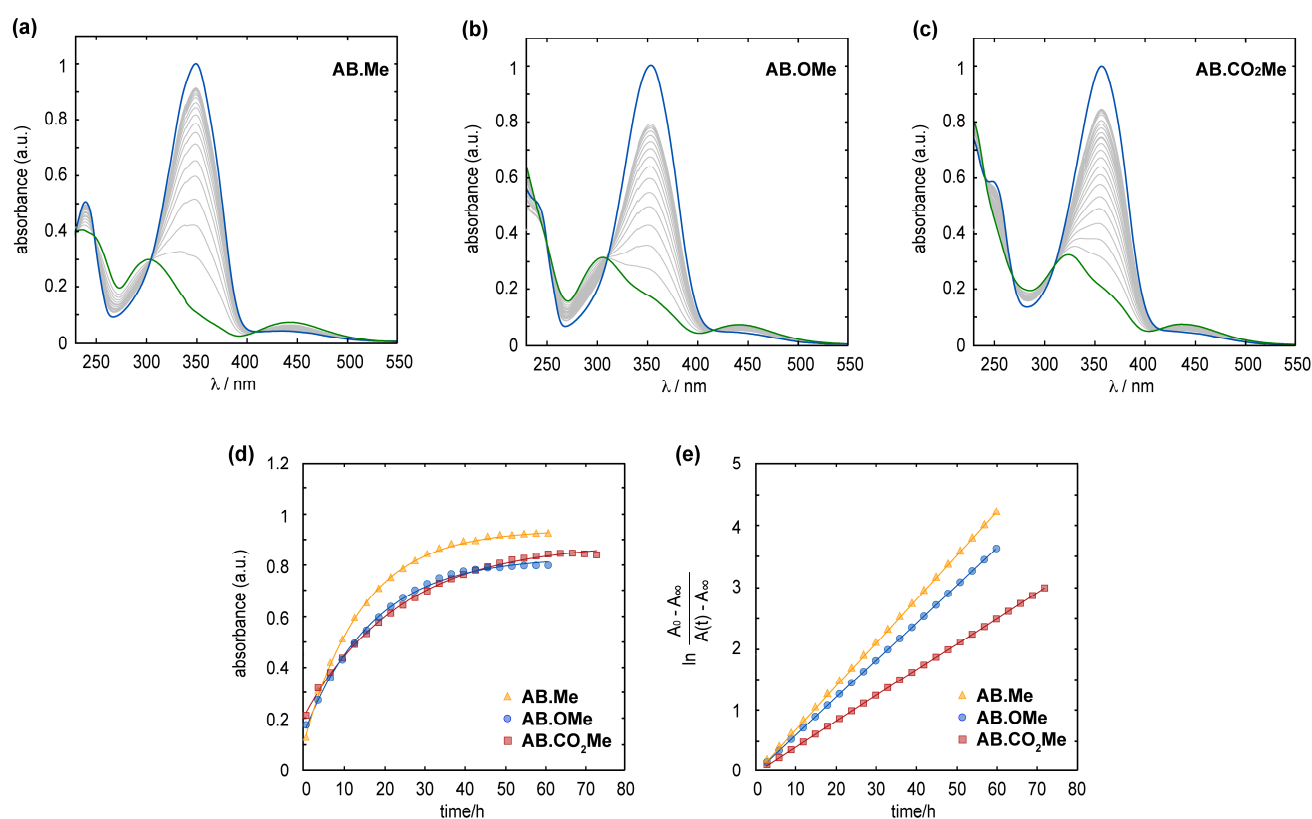 (a)
AB.Me
absorbance (a.u.)
1
0.8
0.6
0.4
0.2
0
250 300 350 400 450 500 550
λ / nm
(b)
AB.OMe
absorbance (a.u.)
1
0.8
0.6
0.4
0.2
0
250 300 350 400 450 500 550
λ / nm
(c)
AB.CO₂Me
absorbance (a.u.)
1
0.8
0.6
0.4
0.2
0
250 300 350 400 450 500 550
λ / nm
(d)
absorbance (a.u.)
1.2
1
0.8
0.6
0.4
0.2
0
AB.Me
AB.OMe
AB.CO₂Me
0 10 20 30 40 50 60 70 80
time/h
(e)
ln
A₀ - A∞
A(t) - A∞
5
4
3
2
1
0
AB.Me
AB.OMe
AB.CO₂Me
0 10 20 30 40 50 60 70 80
time/h